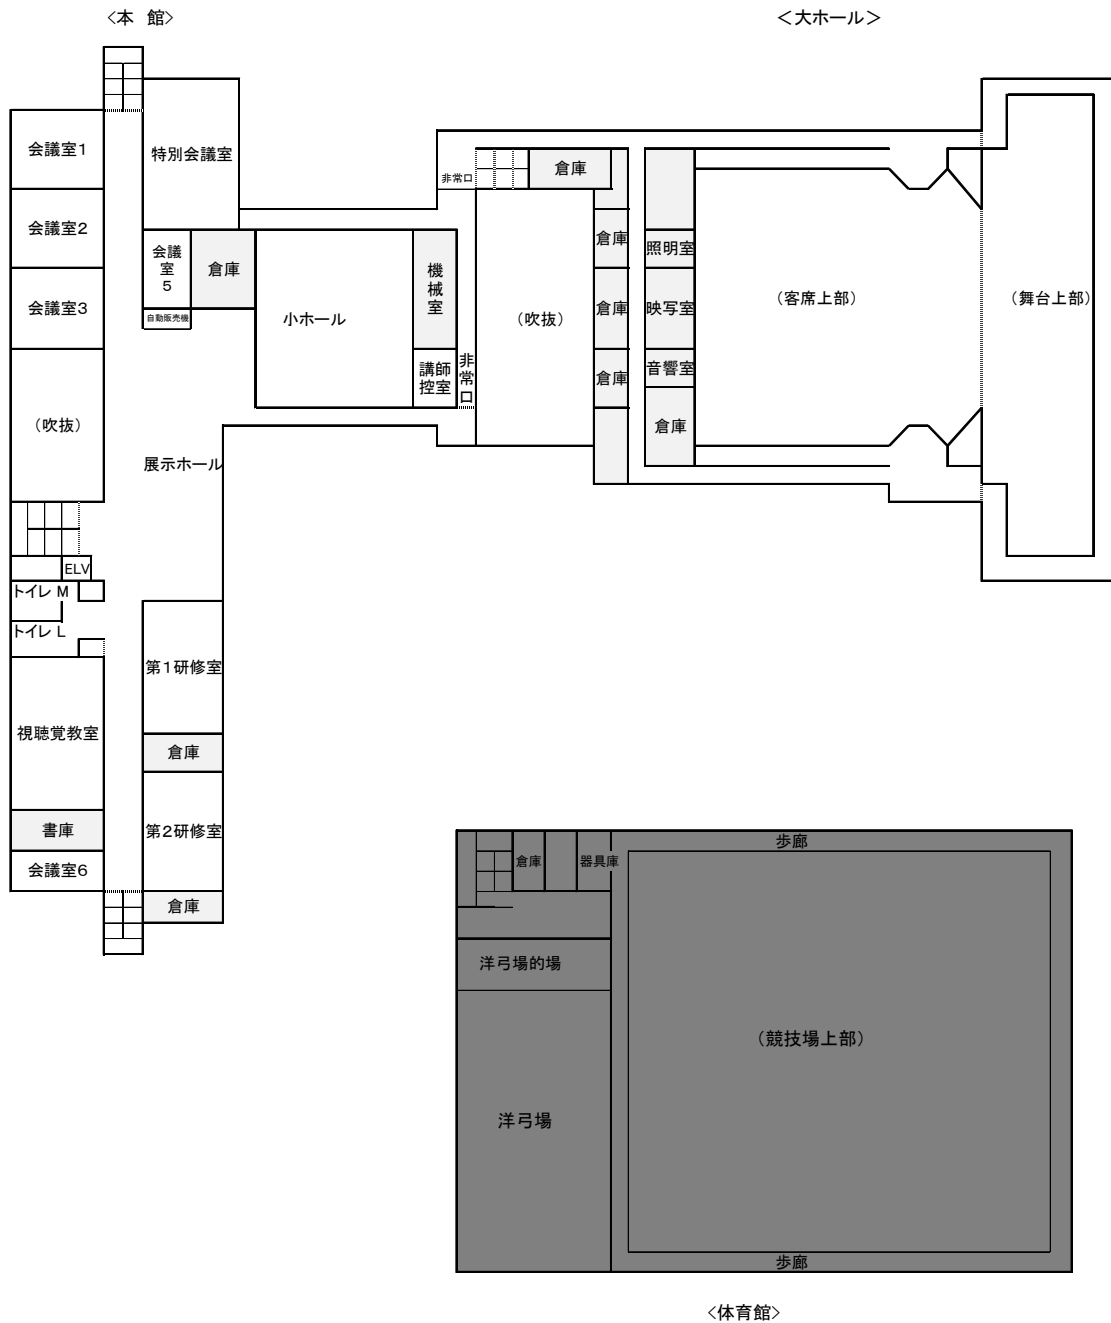 〈本 館〉
＜大ホール＞
会議室1
特別会議室
会議室2
会議室3
（吹抜）
会議
室
5
倉庫
自動販売機
小ホール
機
械
室
講師
控室
非
常
口
非常口
倉庫
（吹抜）
倉庫
倉庫
倉庫
照明室
映写室
音響室
倉庫
（客席上部）
（舞台上部）
展示ホール
ELV
トイレ M
トイレ L
視聴覚教室
書庫
会議室6
第1研修室
倉庫
第2研修室
倉庫
歩廊
倉庫
器具庫
洋弓場的場
（競技場上部）
洋弓場
歩廊
〈体育館〉